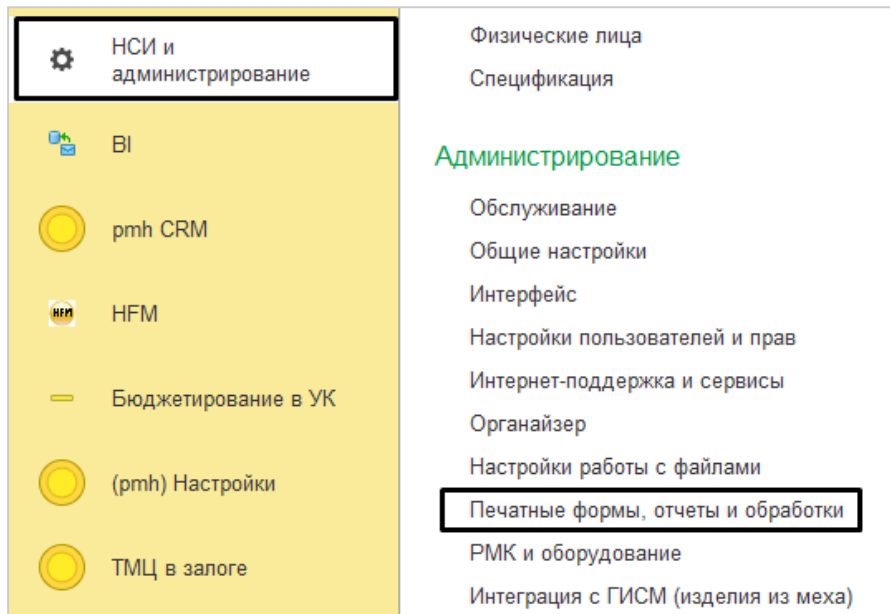 НСИ и
администрирование
BI
pmh CRM
HFM
HFM
Бюджетирование в УК
(pmh) Настройки
ТМЦ в залоге
Физические лица
Спецификация
Администрирование
Обслуживание
Общие настройки
Интерфейс
Настройки пользователей и прав
Интернет-поддержка и сервисы
Органайзер
Настройки работы с файлами
Печатные формы, отчеты и обработки
РМК и оборудование
Интеграция с ГИСМ (изделия из меха)